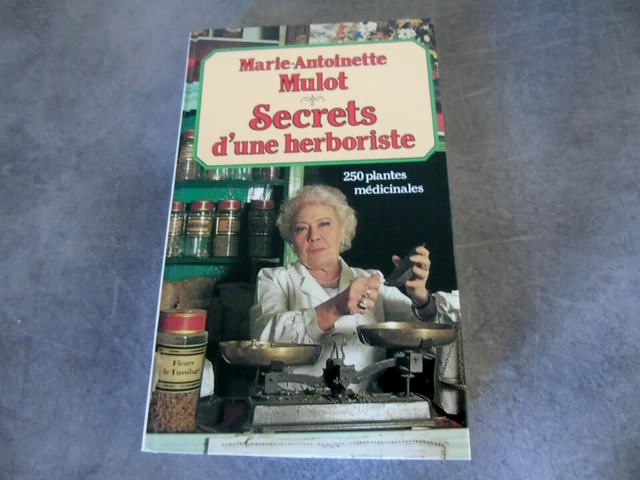 Marie-Antoinette
Mulot
Secrets
d'une herboriste
250 plantes
médicinales
Fleurs
de Tussilage